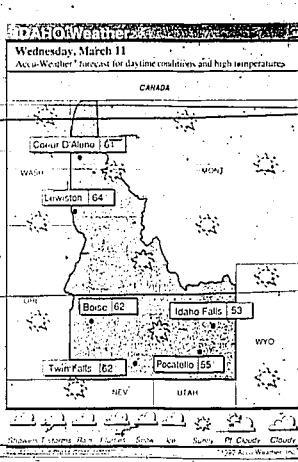 IDAHO Weather
Wednesday, March 11
Accu-Weather® forecast for daytime conditions and high temperatures
CANADA
Coeur D'Alene 61
WASH
MONT
Lewiston 64
ORE
Boise 62
Idaho Falls 53
WYO
Twin Falls 62
Pocatello 55
NEV
UTAH
Showers T-storms Rain Flurries Snow Ice Sunny Pt. Cloudy Cloudy
Accu-Weather, Inc.